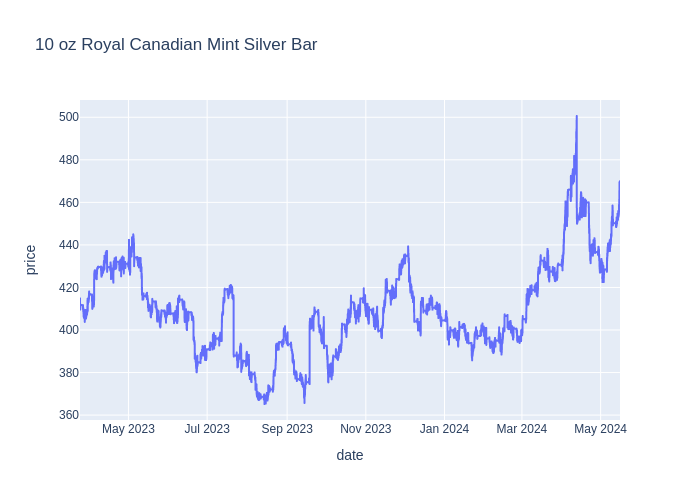 10 oz Royal Canadian Mint Silver Bar
500
480
460
440
420
400
380
360
price
May 2023 Jul 2023 Sep 2023 Nov 2023 Jan 2024 Mar 2024 May 2024
date